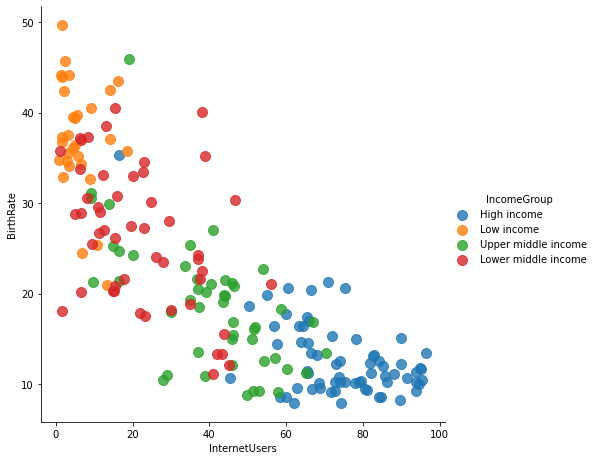 50
40
30
20
10
BirthRate
0
20
40
60
80
100
InternetUsers
IncomeGroup
High income
Low income
Upper middle income
Lower middle income